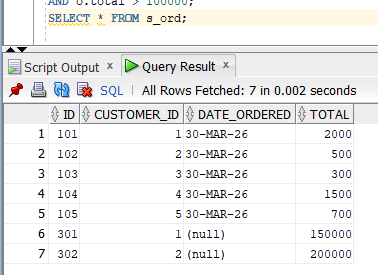 AND o.total > 100000;
SELECT * FROM s_ord;
Script Output x Query Result x
SQL | All Rows Fetched: 7 in 0.002 seconds
ID CUSTOMER_ID DATE_ORDERED TOTAL
1 101 1 30-MAR-26 2000
2 102 2 30-MAR-26 500
3 103 3 30-MAR-26 300
4 104 4 30-MAR-26 1500
5 105 5 30-MAR-26 700
6 301 1 (null) 150000
7 302 2 (null) 200000